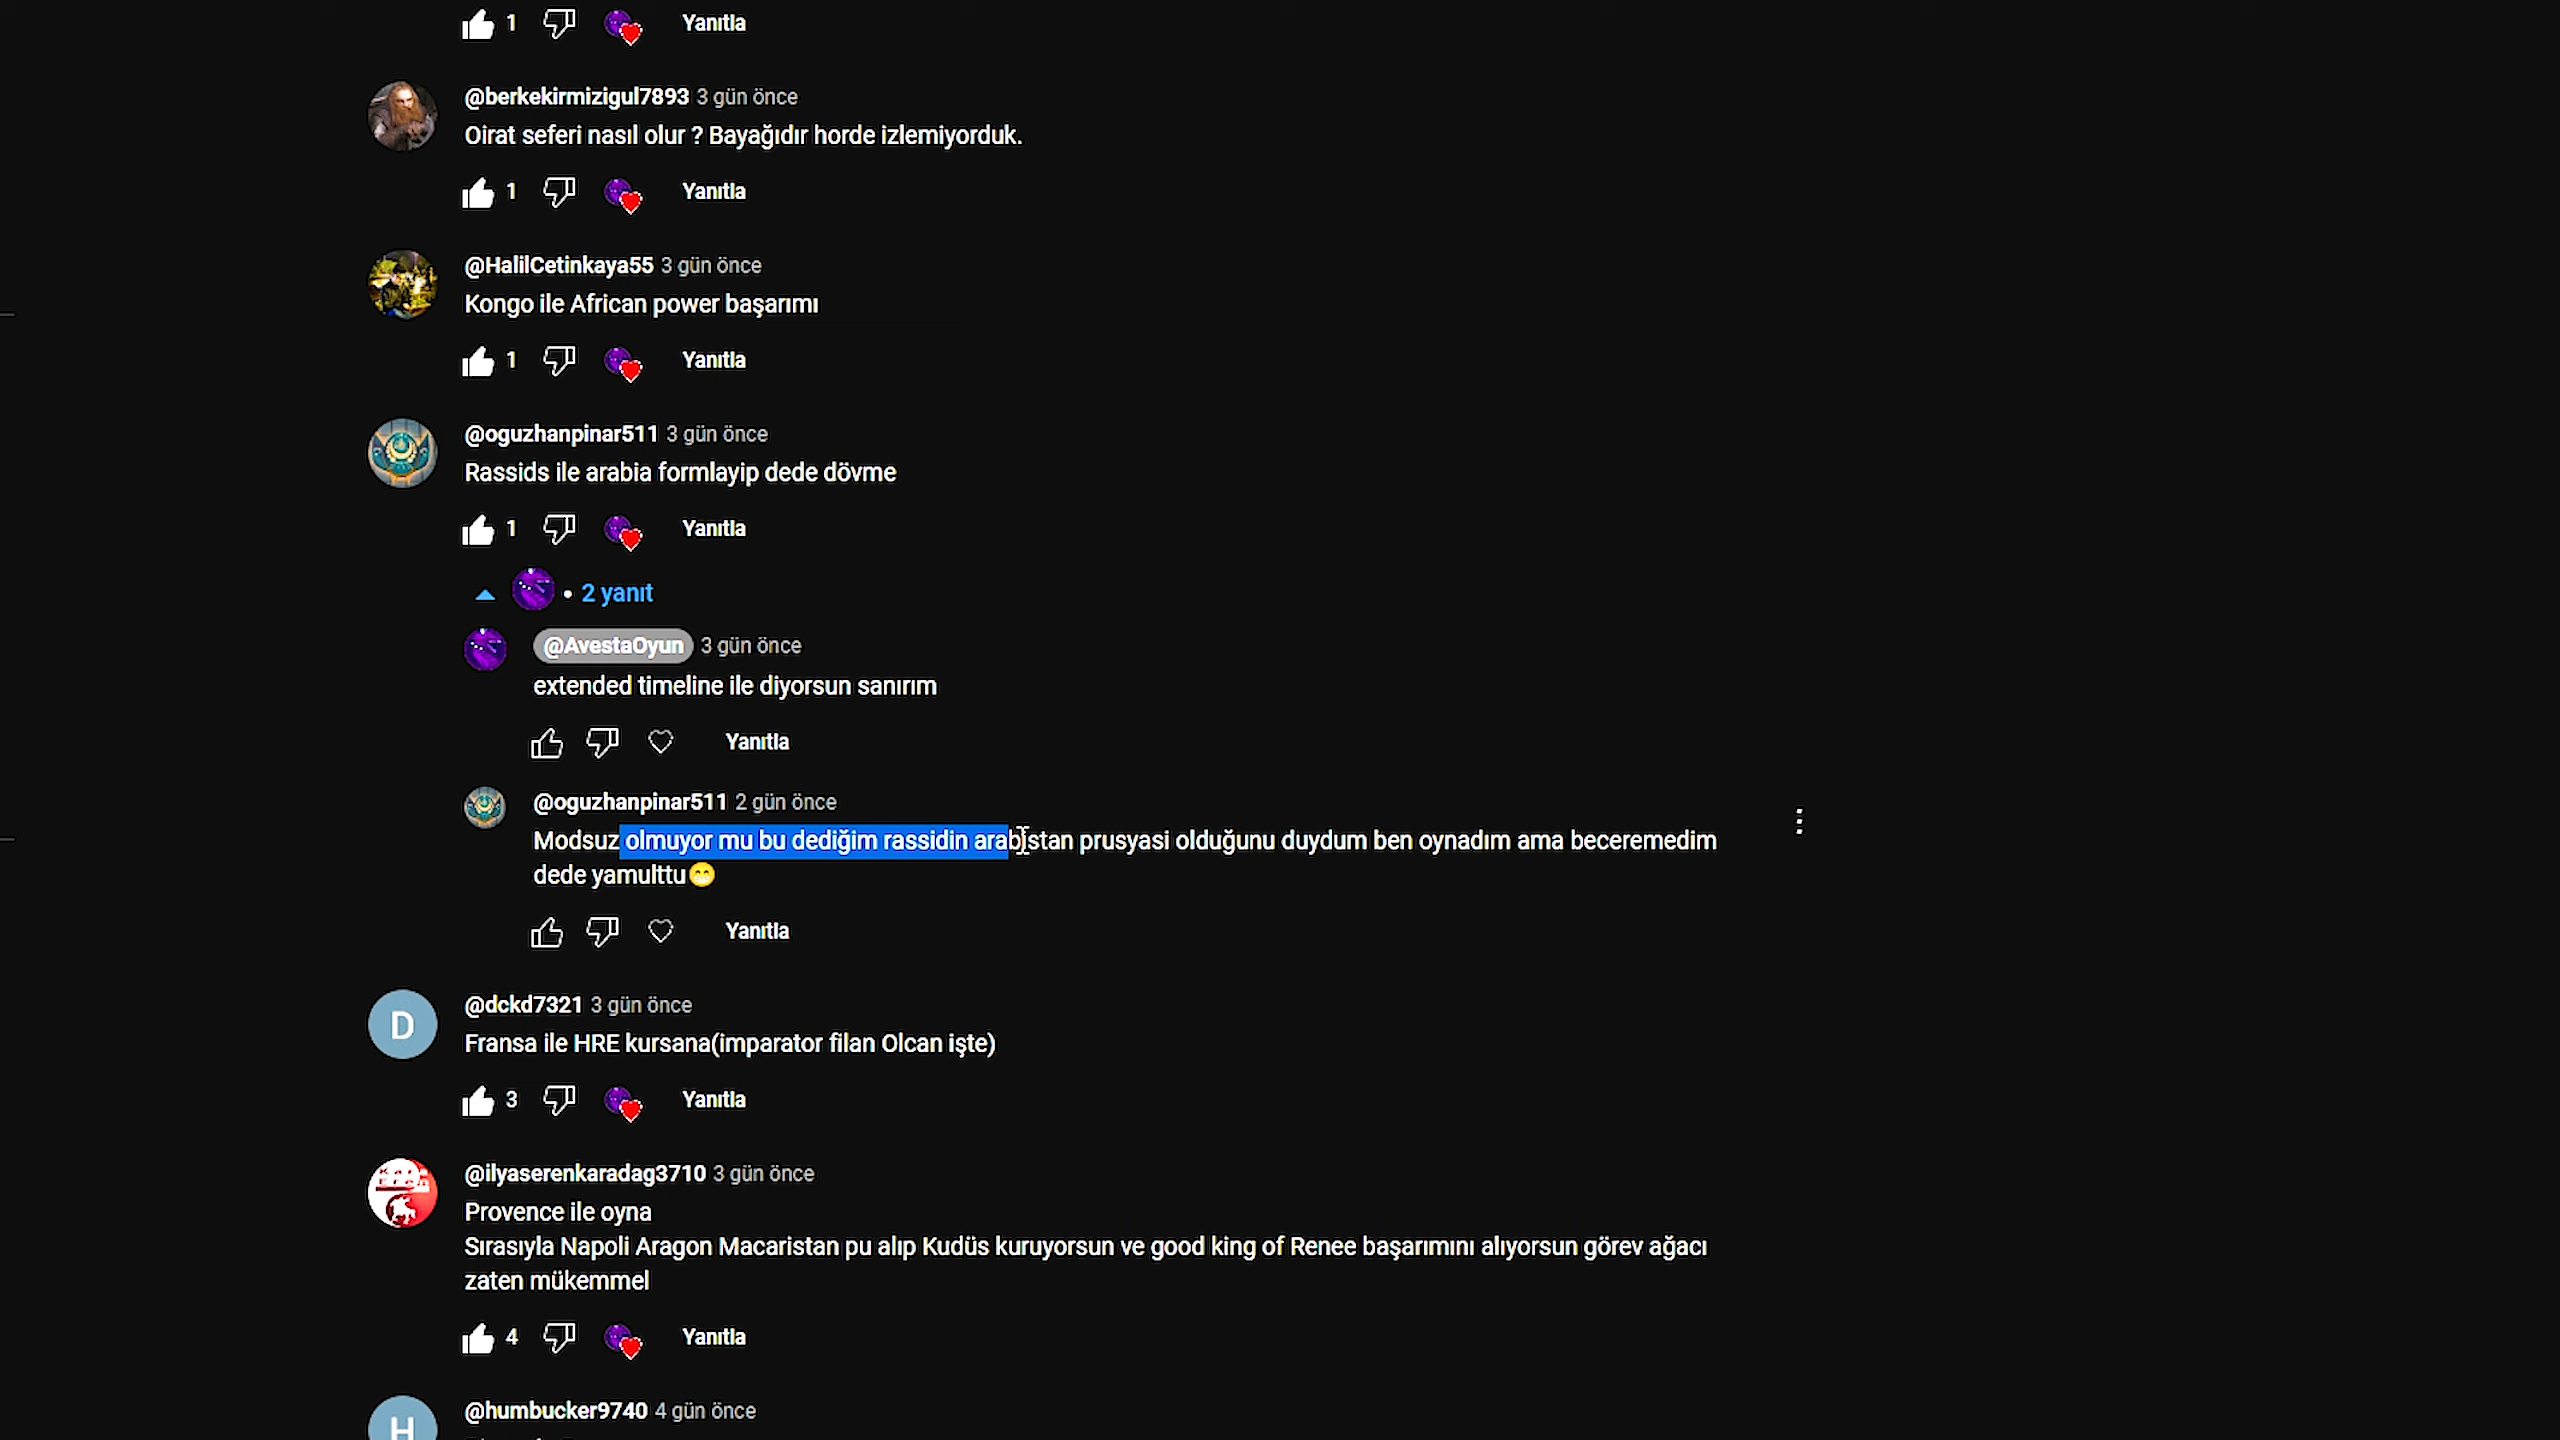 1 Yanıtla
@berkekirmizigul7893 3 gün önce
Oirat seferi nasıl olur ? Bayağıdır horde izlemiyorduk.
1 Yanıtla
@HalilCetinkaya55 3 gün önce
Kongo ile African power başarımı
1 Yanıtla
@oguzhanpinar511 3 gün önce
Rassids ile arabia formlayip dede dövme
1 Yanıtla
• 2 yanıt
@AvestaOyun 3 gün önce
extended timeline ile diyorsun sanırım
Yanıtla
@oguzhanpinar511 2 gün önce
Modsuz olmuyor mu bu dediğim rassidin arabistan prusyasi olduğunu duydum ben oynadım ama beceremedim
dede yamulttu😁
Yanıtla
D
@dckd7321 3 gün önce
Fransa ile HRE kursana(imparator filan Olcan işte)
3 Yanıtla
@ilyaserenkaradag3710 3 gün önce
Provence ile oyna
Sırasıyla Napoli Aragon Macaristan pu alıp Kudüs kuruyorsun ve good king of Renee başarımını alıyorsun görev ağacı
zaten mükemmel
4 Yanıtla
H
@humbucker9740 4 gün önce